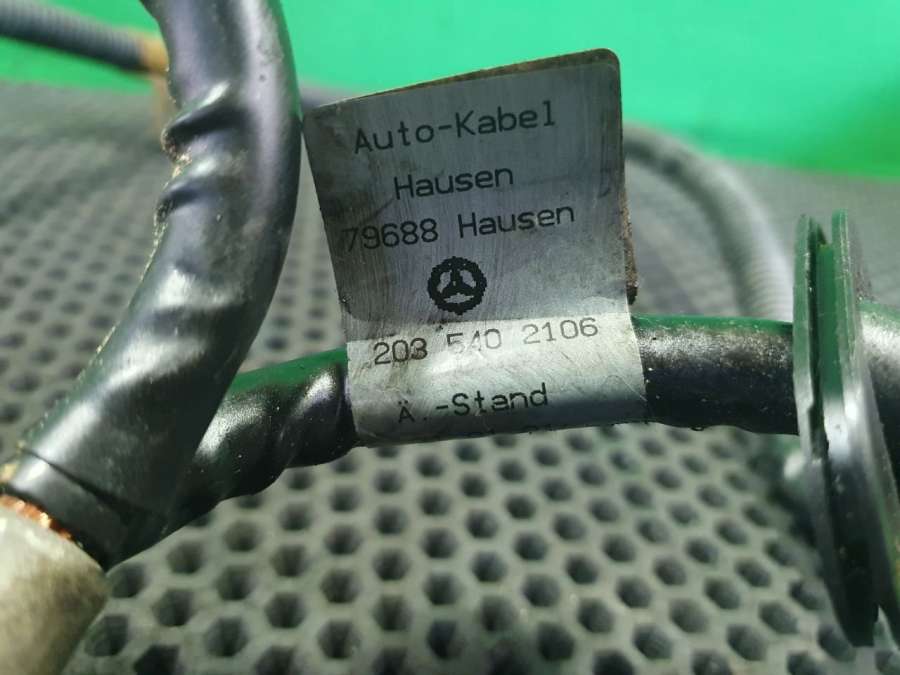 Auto-Kabel
Hausen
79688 Hausen
203 540 2106
Ä.-Stand